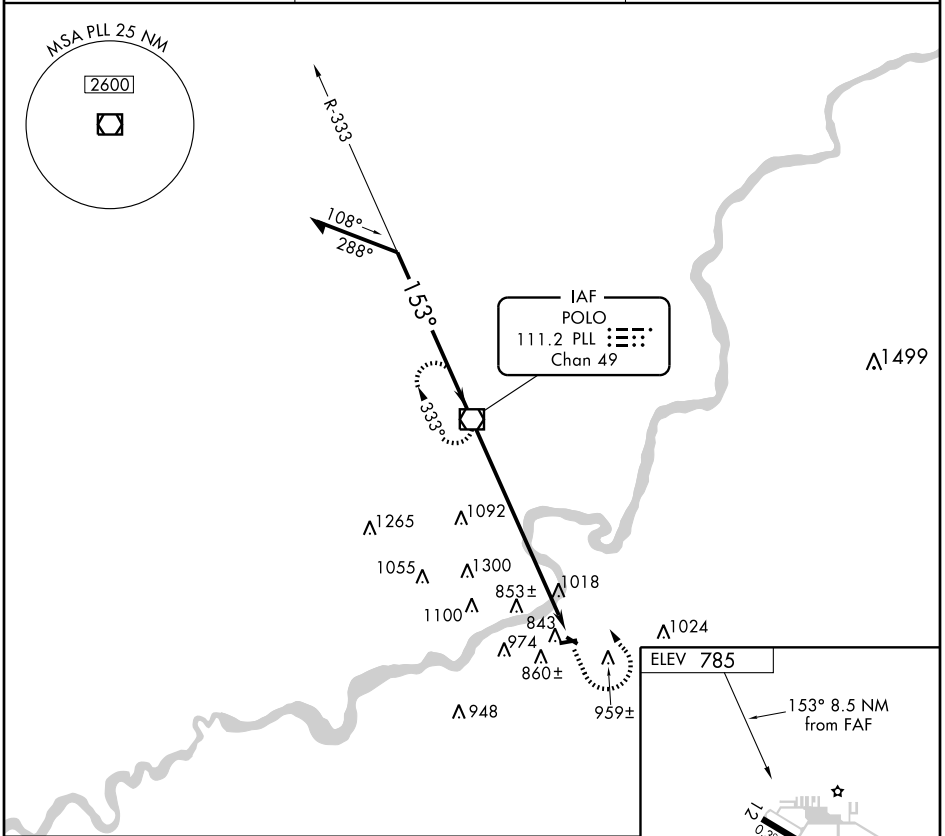 MSA PLL 25 NM
2600
R-333
108°
288°
153°
IAF
POLO
111.2 PLL
Chan 49
1499
333°
1265
1092
1055
1300
1018
853±
1100
843
1024
974
860±
959±
948
ELEV 785
153° 8.5 NM
from FAF
12